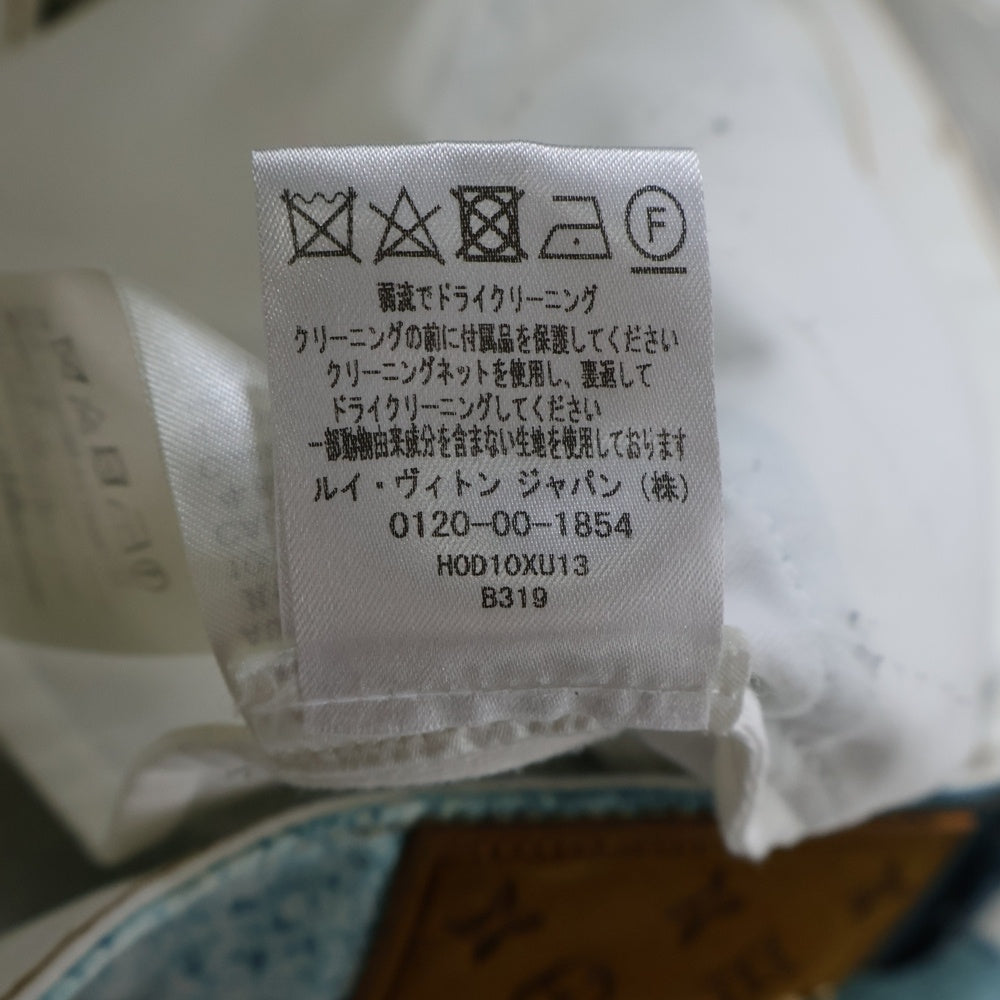 F
弱流でドライクリーニング
クリーニングの前に付属品を保護してください
クリーニングネットを使用し、裏返して
ドライクリーニングしてください
一部動物由来成分を含まない生地を使用しております
ルイ・ヴィトン ジャパン（株）
0120-00-1854
HOD10XU13
B319